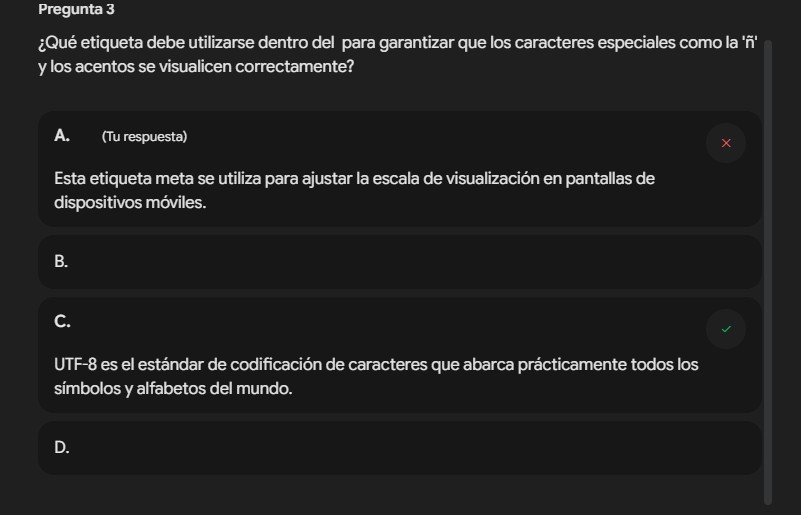 Pregunta 3
¿Qué etiqueta debe utilizarse dentro del  para garantizar que los caracteres especiales como la 'ñ'
y los acentos se visualicen correctamente?
A. (Tu respuesta)
Esta etiqueta meta se utiliza para ajustar la escala de visualización en pantallas de
dispositivos móviles.
B.
C.
UTF-8 es el estándar de codificación de caracteres que abarca prácticamente todos los
símbolos y alfabetos del mundo.
D.